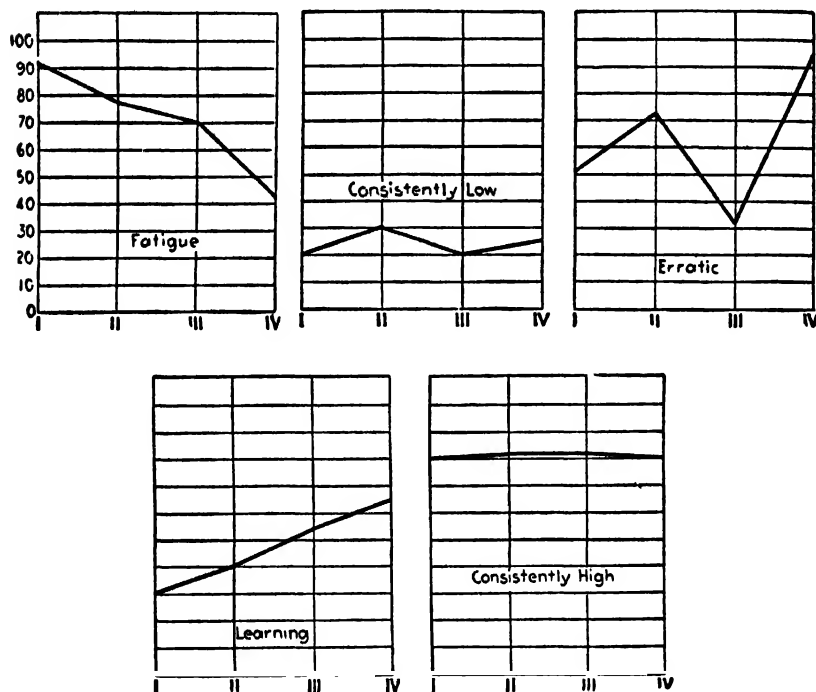 100
90
80
70
60
50
40
30
20
10
0
Fatigue
I II III IV
Consistently Low
I II III IV
Erratic
I II III IV
Learning
I II III IV
Consistently High
I II III IV